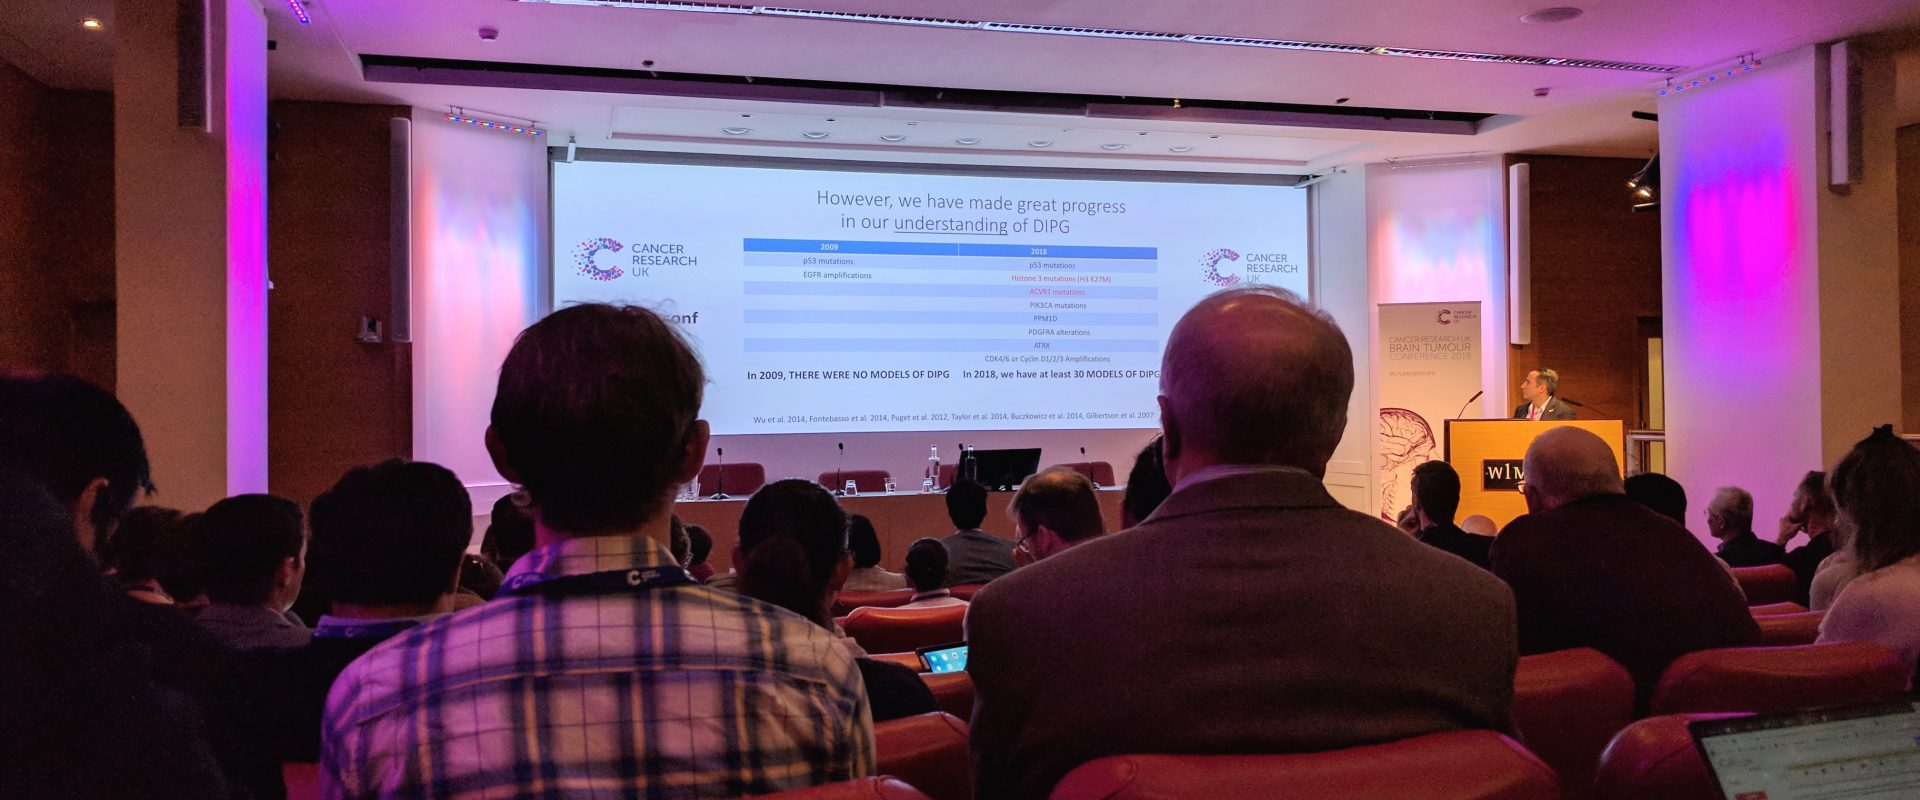 However, we have made great progress
in our understanding of DIPG
CANCER
RESEARCH
UK
CANCER
RESEARCH
UK
2009 2018
p53 mutations p53 mutations
EGFR amplifications Histone 3 mutations (H3 K27M)
ACVR1 mutations
PIK3CA mutations
PPM1D
PDGFRA alterations
ATRX
CDK4/6 or Cyclin D1/2/3 Amplifications
conf
In 2009, THERE WERE NO MODELS OF DIPG In 2018, we have at least 30 MODELS OF DIPG
Wu et al. 2014, Fontebasso et al. 2014, Puget et al. 2012, Taylor et al. 2014, Buczkowicz et al. 2014, Gilbertson et al. 2007
CANCER
RESEARCH
UK
CANCER RESEARCH UK
BRAIN TUMOUR
CONFERENCE 2018
#crukbrainconf
W1M